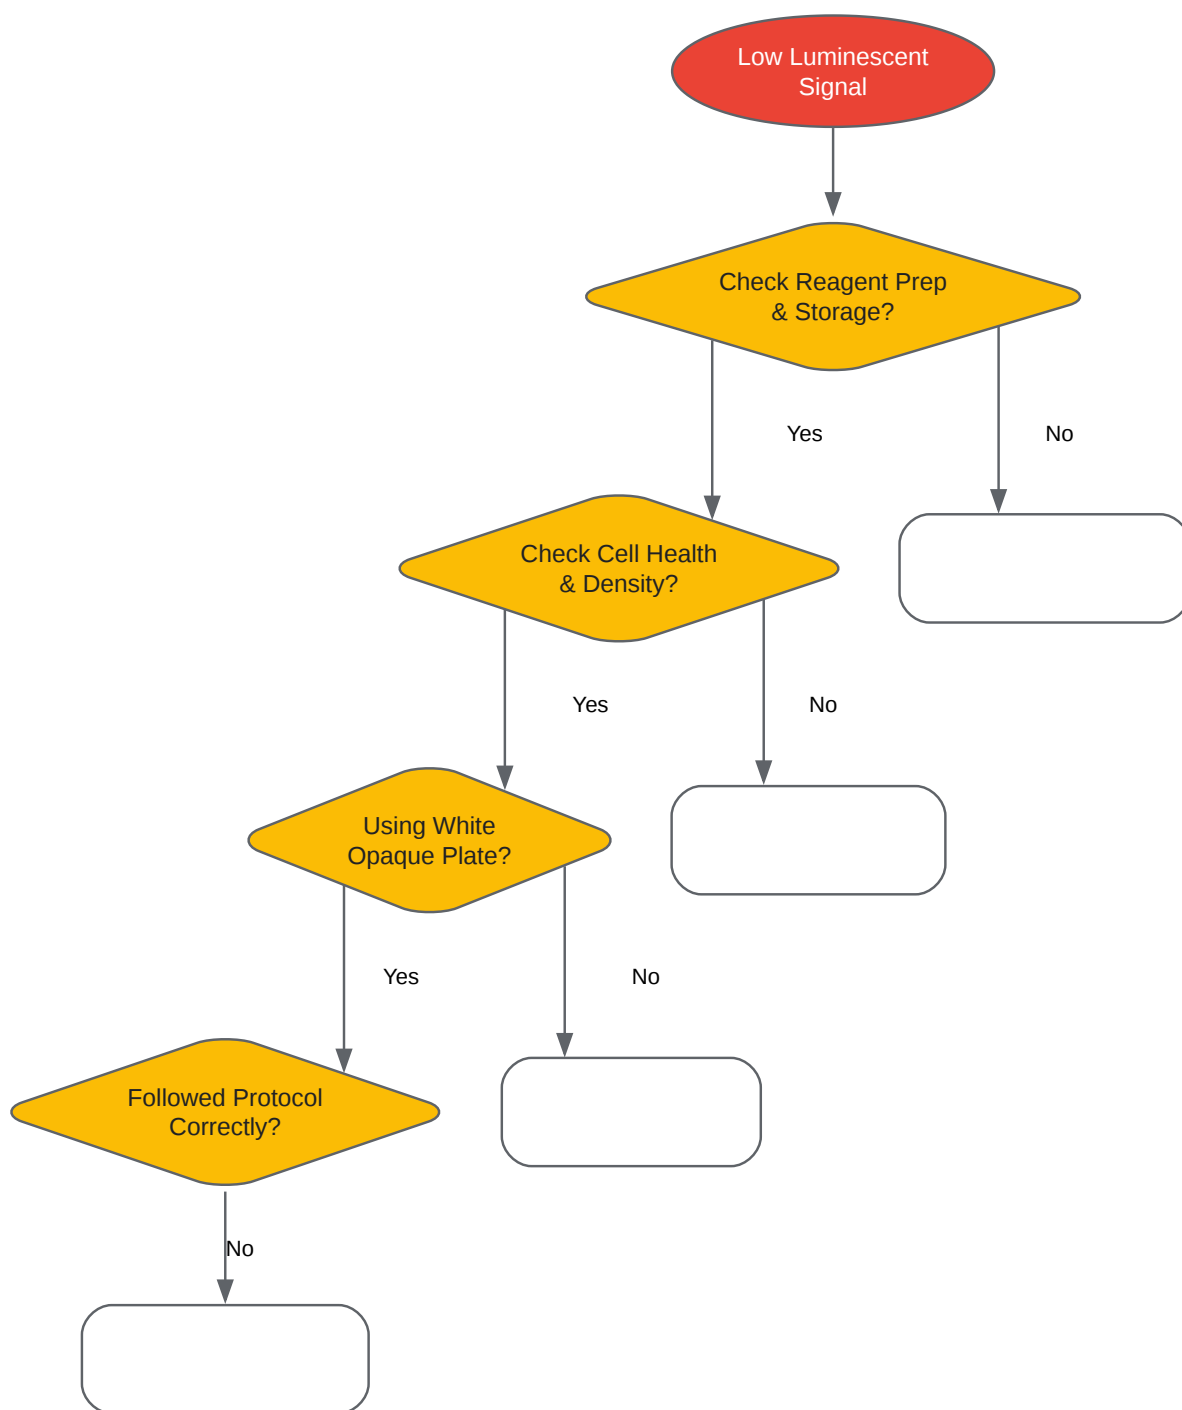 Low Luminescent
Signal
Check Reagent Prep
& Storage?
Yes
No
Check Cell Health
& Density?
Yes
No
Using White
Opaque Plate?
Yes
No
Followed Protocol
Correctly?
No